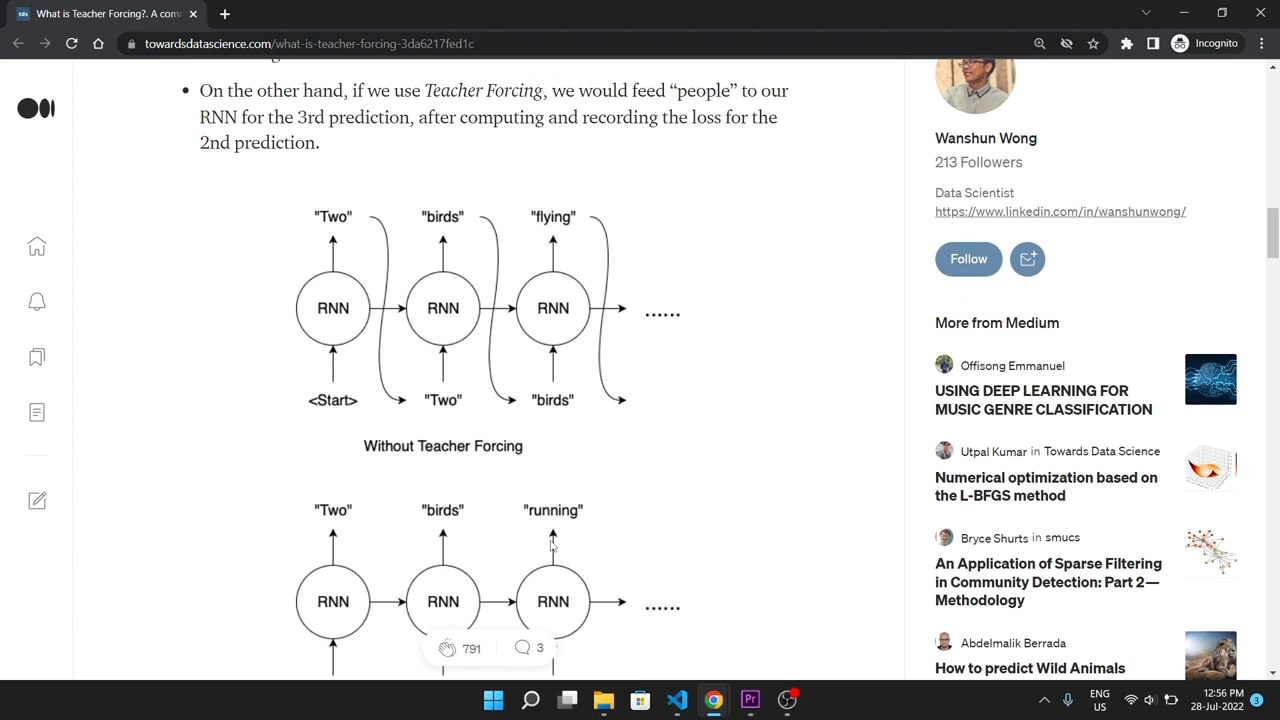 What is Teacher Forcing?. A com
towardsdatascience.com/what-is-teacher-forcing-3da6217fed1c
Incognito
• On the other hand, if we use Teacher Forcing, we would feed “people” to our
RNN for the 3rd prediction, after computing and recording the loss for the
2nd prediction.
"Two" "birds" "flying"
RNN RNN RNN ......
<Start> "Two" "birds"
Without Teacher Forcing
"Two" "birds" "running"
RNN RNN RNN ......
791 3
Wanshun Wong
213 Followers
Data Scientist
https://www.linkedin.com/in/wanshunwong/
Follow
More from Medium
Offisong Emmanuel
USING DEEP LEARNING FOR
MUSIC GENRE CLASSIFICATION
Utpal Kumar in Towards Data Science
Numerical optimization based on
the L-BFGS method
Bryce Shurts in smucs
An Application of Sparse Filtering
in Community Detection: Part 2—
Methodology
Abdelmalik Berrada
How to predict Wild Animals
Pr
ENG
US
12:56 PM
28-Jul-2022
3